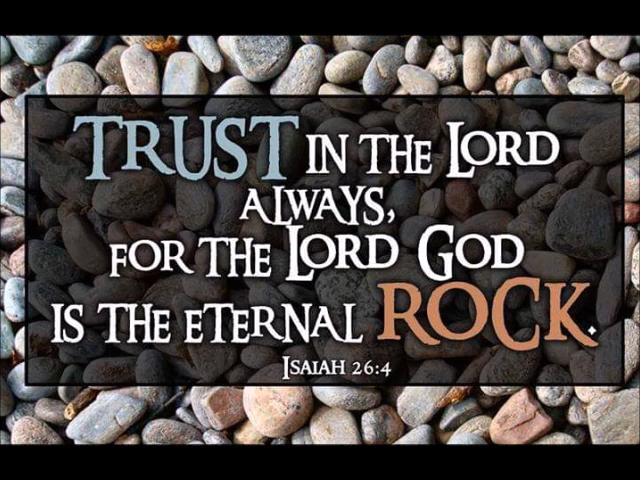 TRUST IN THE LORD
ALWAYS,
FOR THE LORD GOD
IS THE ETERNAL ROCK.
ISAIAH 26:4